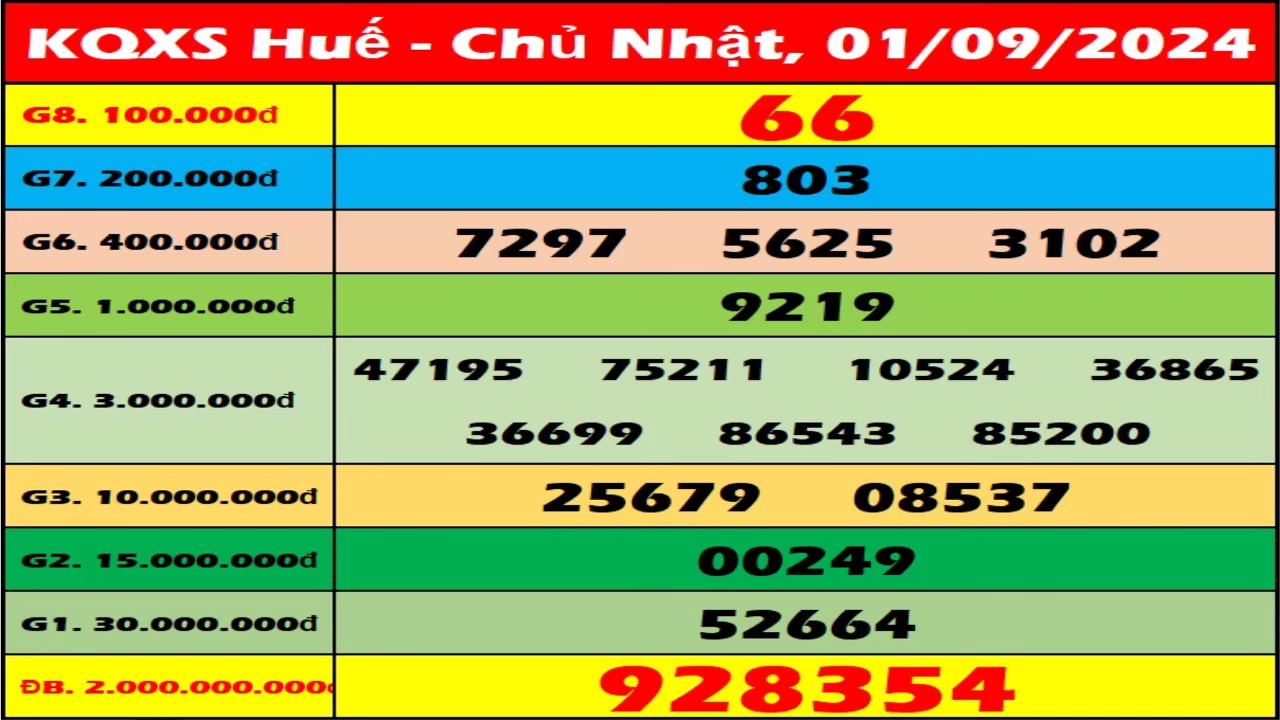 KQXS Huế - Chủ Nhật, 01/09/2024
G8. 100.000đ 66
G7. 200.000đ 803
G6. 400.000đ 7297 5625 3102
G5. 1.000.000đ 9219
G4. 3.000.000đ 47195 75211 10524 36865
36699 86543 85200
G3. 10.000.000đ 25679 08537
G2. 15.000.000đ 00249
G1. 30.000.000đ 52664
ĐB. 2.000.000.000đ 928354